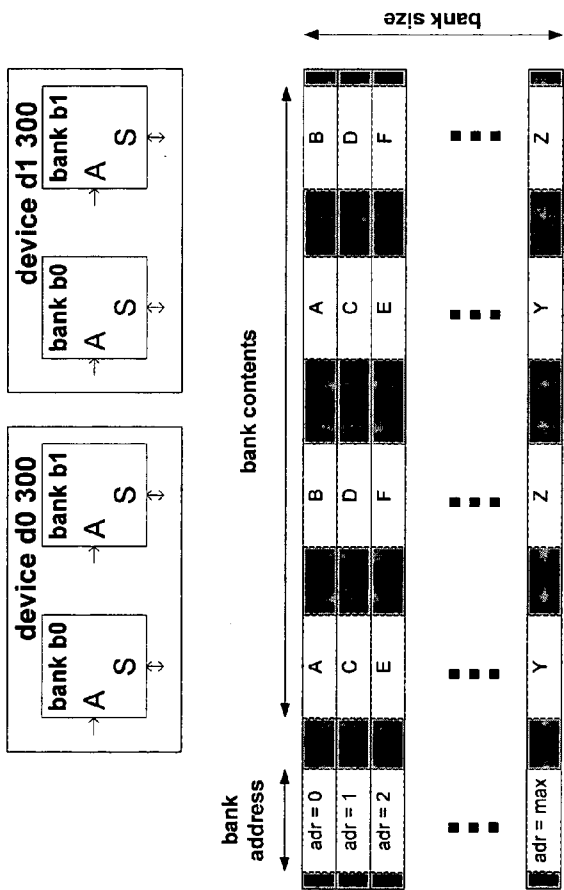 device d0 300
device d1 300
bank b0
bank b1
bank b0
bank b1
A
A
A
A
S
S
S
S
bank
address
bank contents
bank size
adr = 0
A
B
A
B
adr = 1
C
D
C
D
adr = 2
E
F
E
F
adr = max
Y
Z
Y
Z